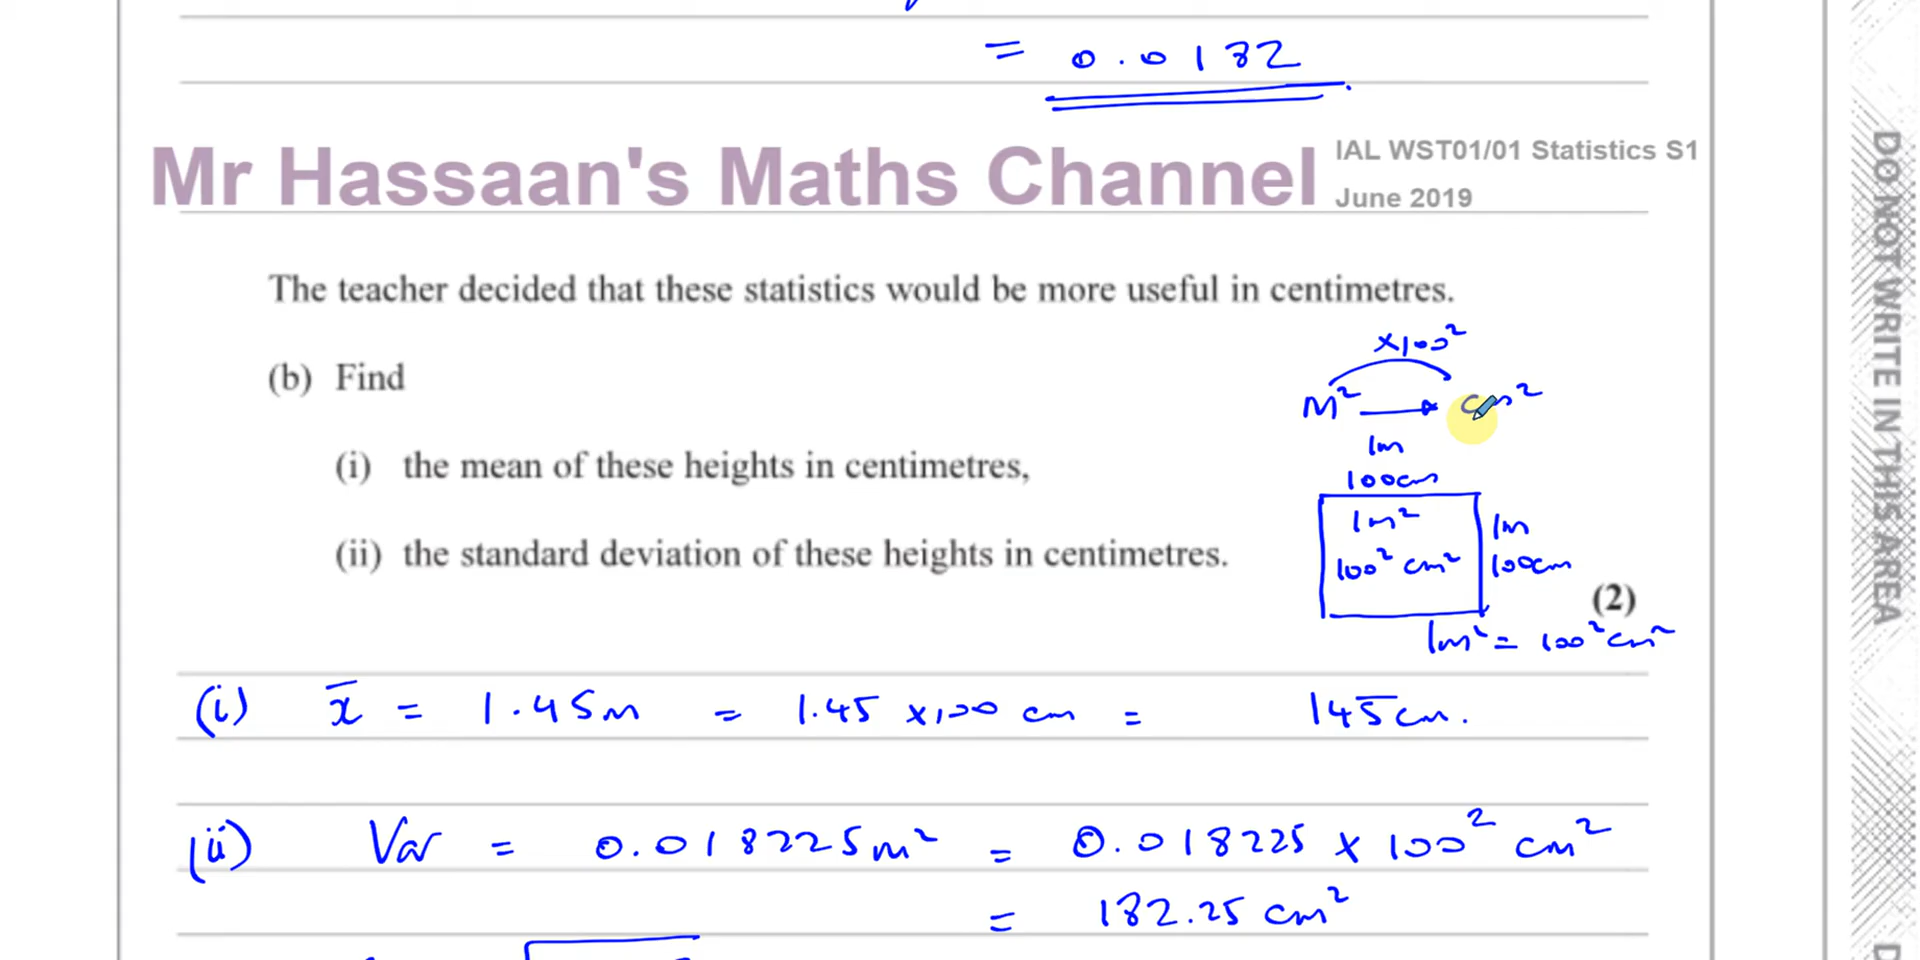 = 0.0182
Mr Hassaan's Maths Channel
IAL WST01/01 Statistics S1
June 2019
The teacher decided that these statistics would be more useful in centimetres.
×100²
(b) Find
M² → cm²
1m
100cm
(i) the mean of these heights in centimetres,
1m²
1m
(ii) the standard deviation of these heights in centimetres.
100² cm²
100cm
(2)
1m² = 100² cm²
(i) x̄ = 1.45m = 1.45 ×100 cm = 145cm.
(ii) Var = 0.018225m² = 0.018225 × 100² cm²
= 182.25 cm²
DO NOT WRITE IN THIS AREA